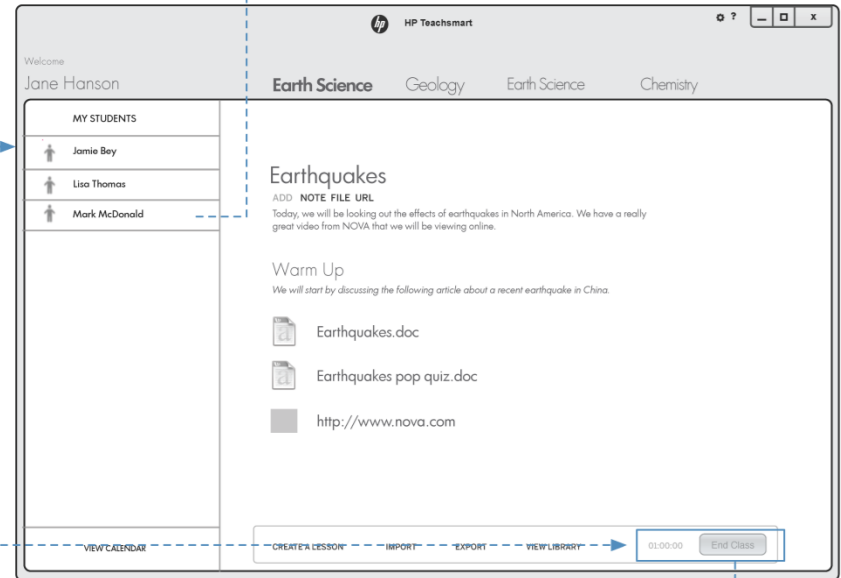 hp HP Teachsmart ? x
Welcome
Jane Hanson
Earth Science Geology Earth Science Chemistry
MY STUDENTS
Jamie Bey
Lisa Thomas
Mark McDonald
VIEW CALENDAR
Earthquakes
ADD NOTE FILE URL
Today, we will be looking out the effects of earthquakes in North America. We have a really
great video from NOVA that we will be viewing online.
Warm Up
We will start by discussing the following article about a recent earthquake in China.
a Earthquakes.doc
a Earthquakes pop quiz.doc
http://www.nova.com
CREATE A LESSON IMPORT EXPORT VIEW LIBRARY 01:00:00 End Class